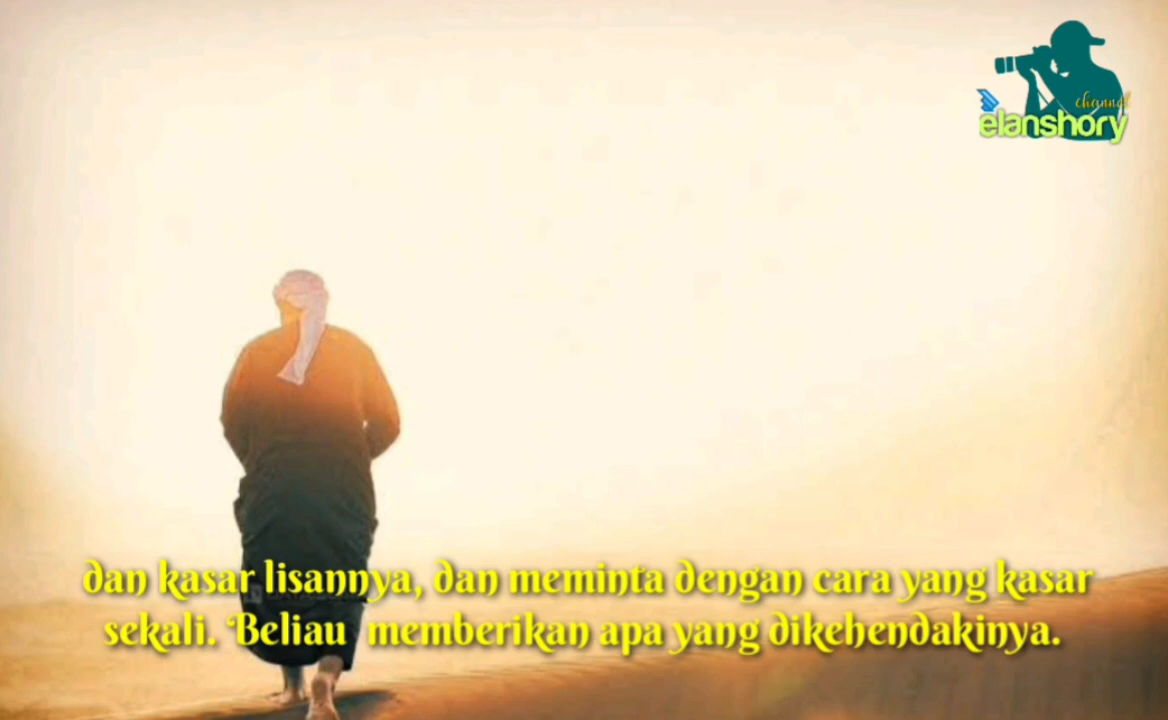 channel
elanshory
dan kasar lisannya, dan meminta dengan cara yang kasar
sekali. Beliau memberikan apa yang dikehendakinya.